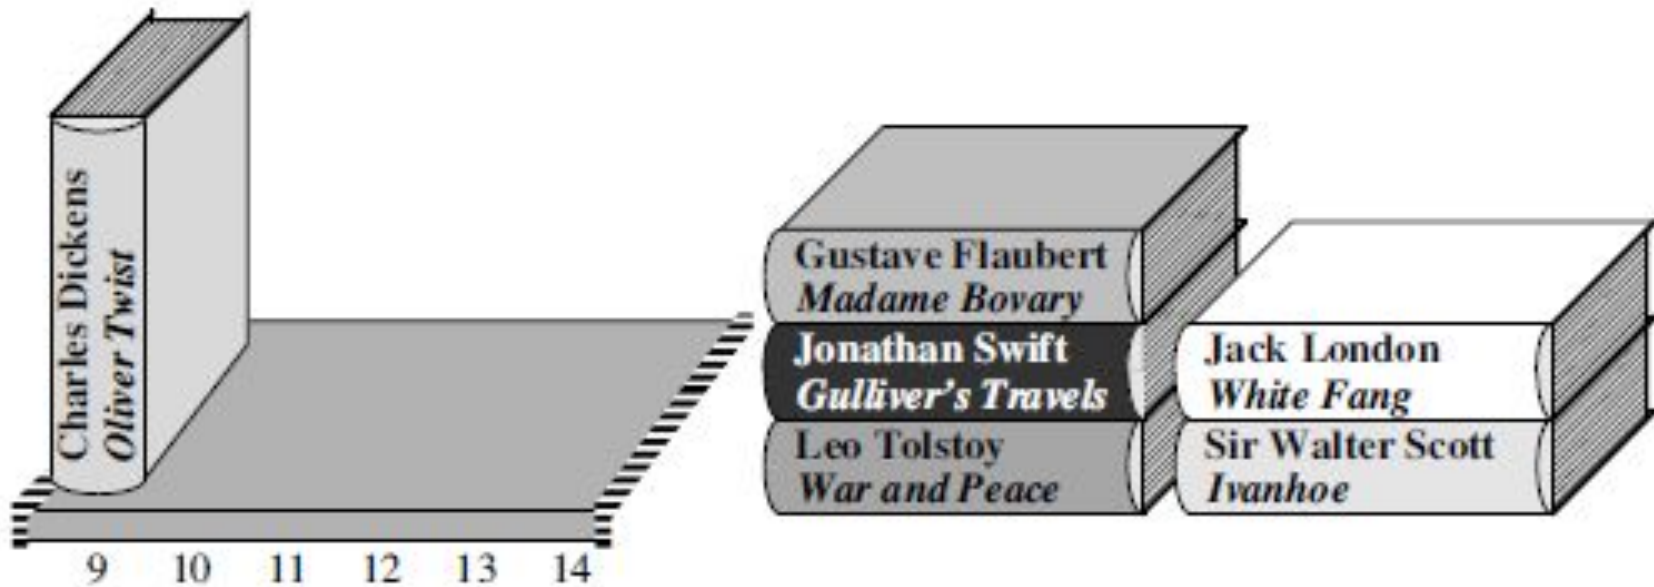 Charles Dickens
Oliver Twist
9 10 11 12 13 14
Gustave Flaubert
Madame Bovary
Jonathan Swift
Gulliver's Travels
Leo Tolstoy
War and Peace
Jack London
White Fang
Sir Walter Scott
Ivanhoe